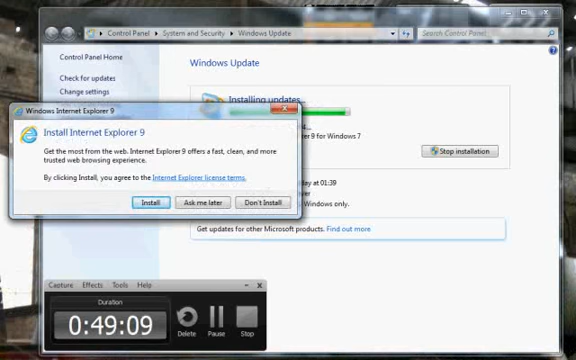 Control Panel ▸ System and Security ▸ Windows Update
Search Control Panel
Control Panel Home
Check for updates
Change settings
Windows Update
Installing updates...
9 for Windows 7
Stop installation
at 01:39
Windows only.
Get updates for other Microsoft products. Find out more
Windows Internet Explorer 9
Install Internet Explorer 9
Get the most from the web. Internet Explorer 9 offers a fast, clean, and more
trusted web browsing experience.
By clicking Install, you agree to the Internet Explorer license terms.
Install
Ask me later
Don't Install
Capture Effects Tools Help
Duration
0:49:09
Delete
Pause
Stop